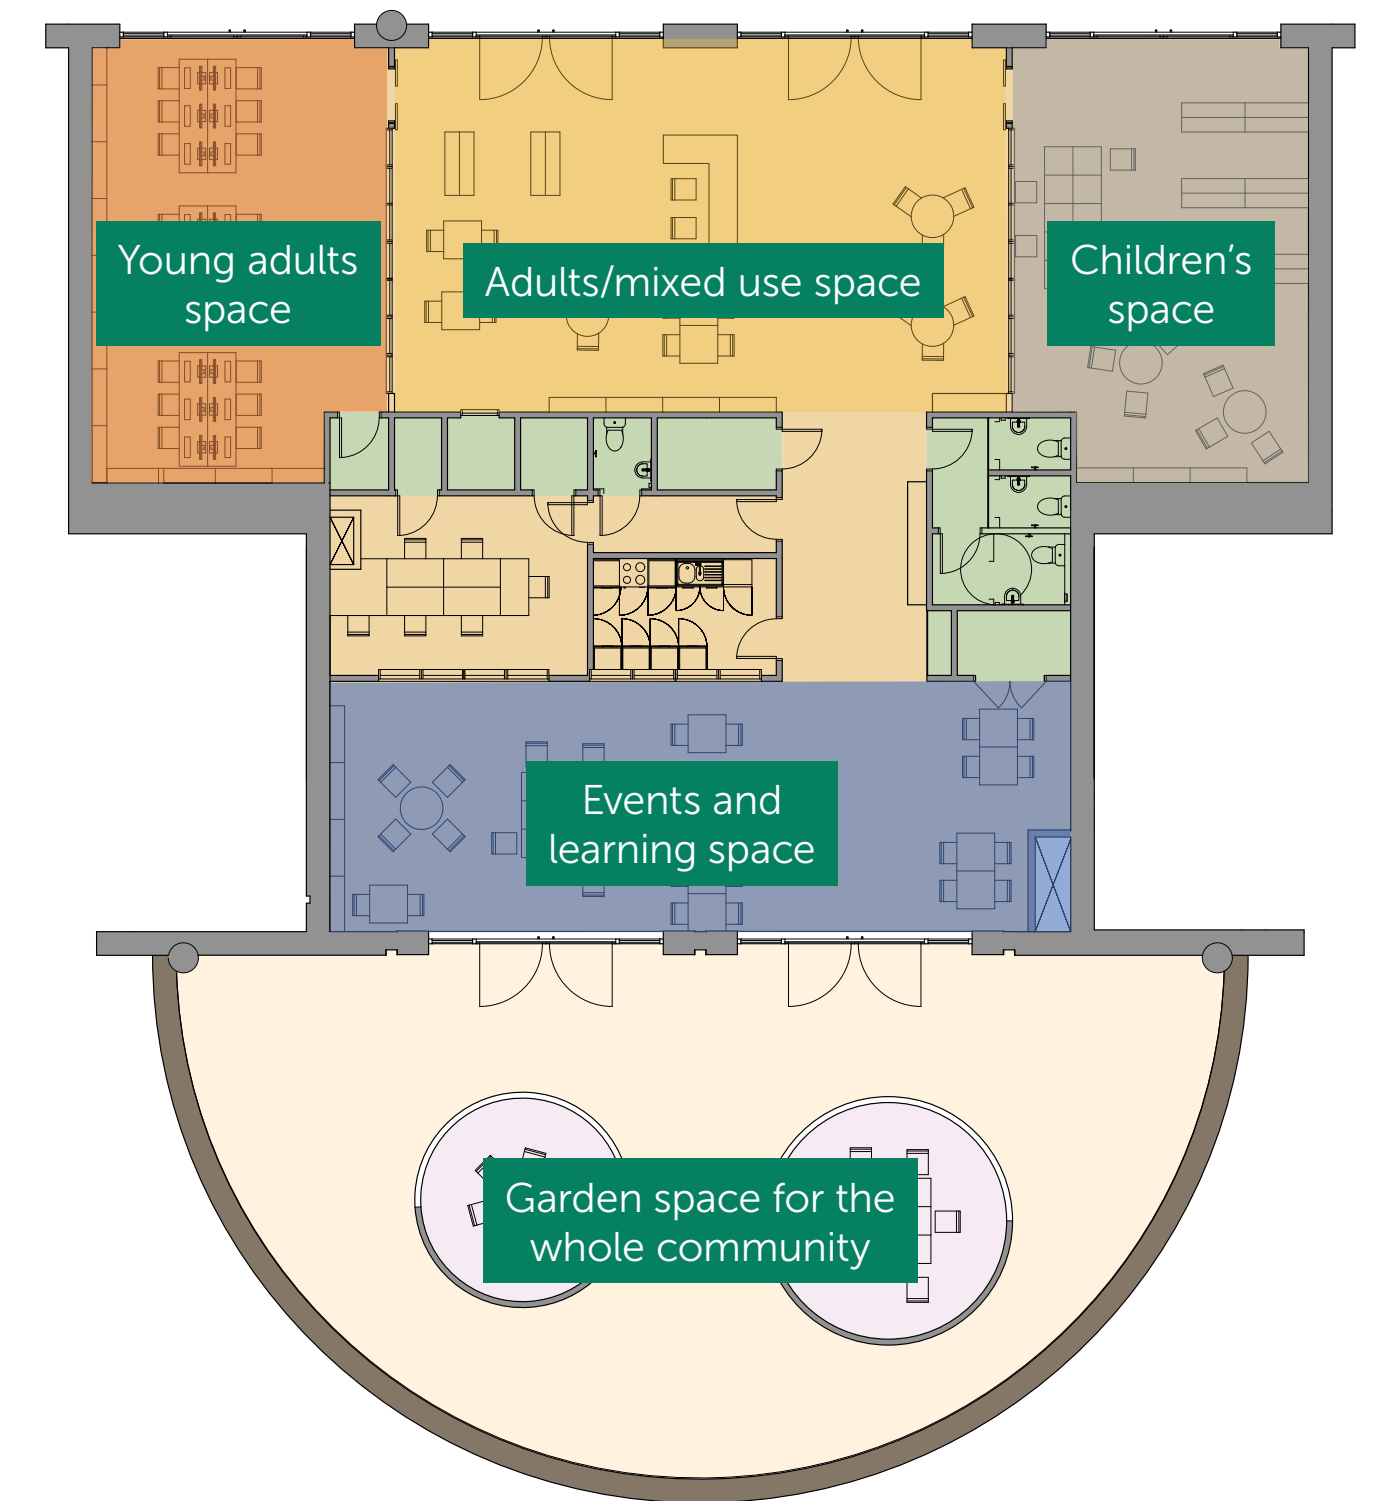 Young adults
space
Adults/mixed use space
Children's
space
Events and
learning space
Garden space for the
whole community